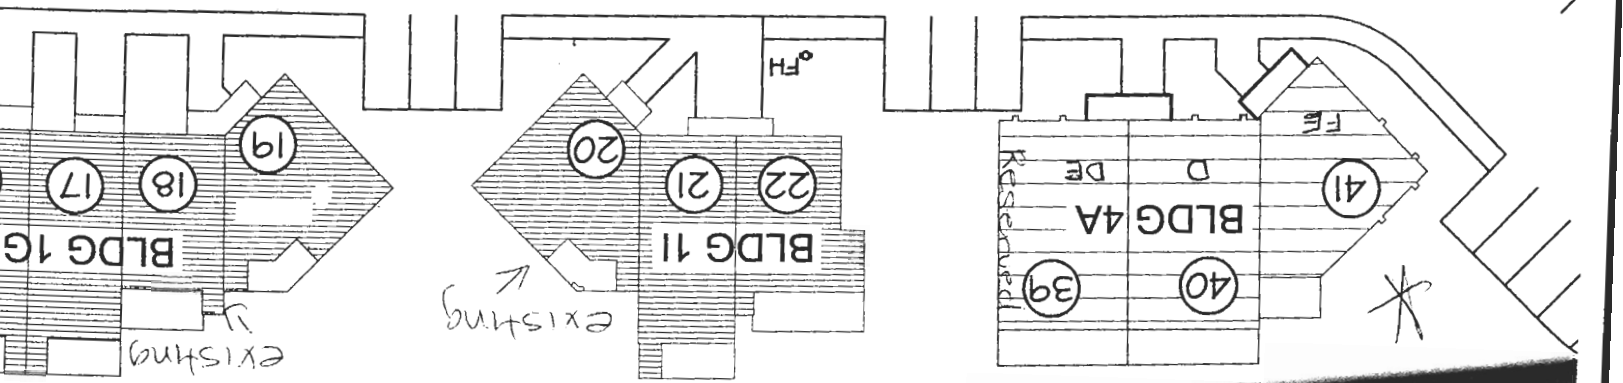 40
39
BLDG 4A
41
D
DE
FE
Reserved
existing
BLDG 11
22
21
20
FH
existing
BLDG 1G
19
18
17